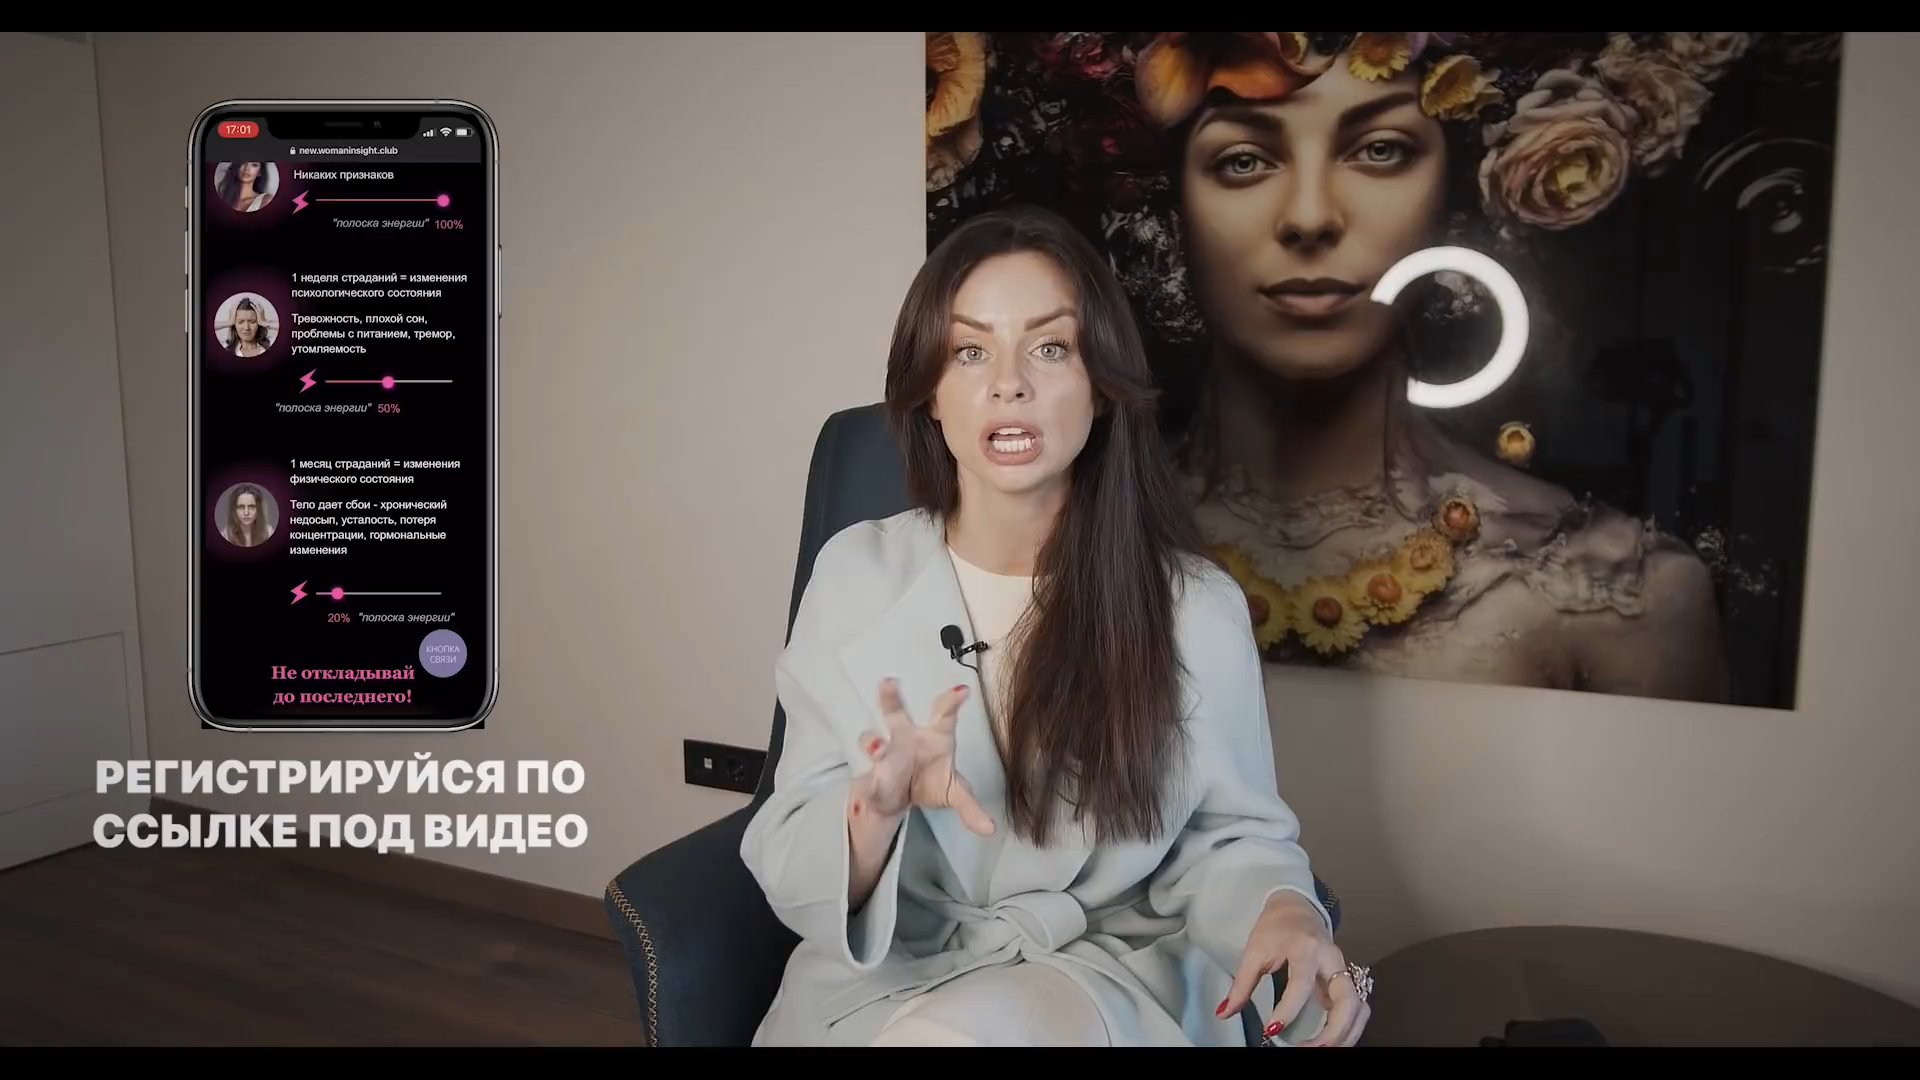 17:01
new.womaninsight.club
Никаких признаков
"полоска энергии" 100%
1 неделя страданий = изменения
психологического состояния
Тревожность, плохой сон,
проблемы с питанием, тремор,
утомляемость
"полоска энергии" 50%
1 месяц страданий = изменения
физического состояния
Тело дает сбои - хронический
недосып, усталость, потеря
концентрации, гормональные
изменения
20% "полоска энергии"
КНОПКА
СВЯЗИ
Не откладывай
до последнего!
РЕГИСТРИРУЙСЯ ПО
ССЫЛКЕ ПОД ВИДЕО